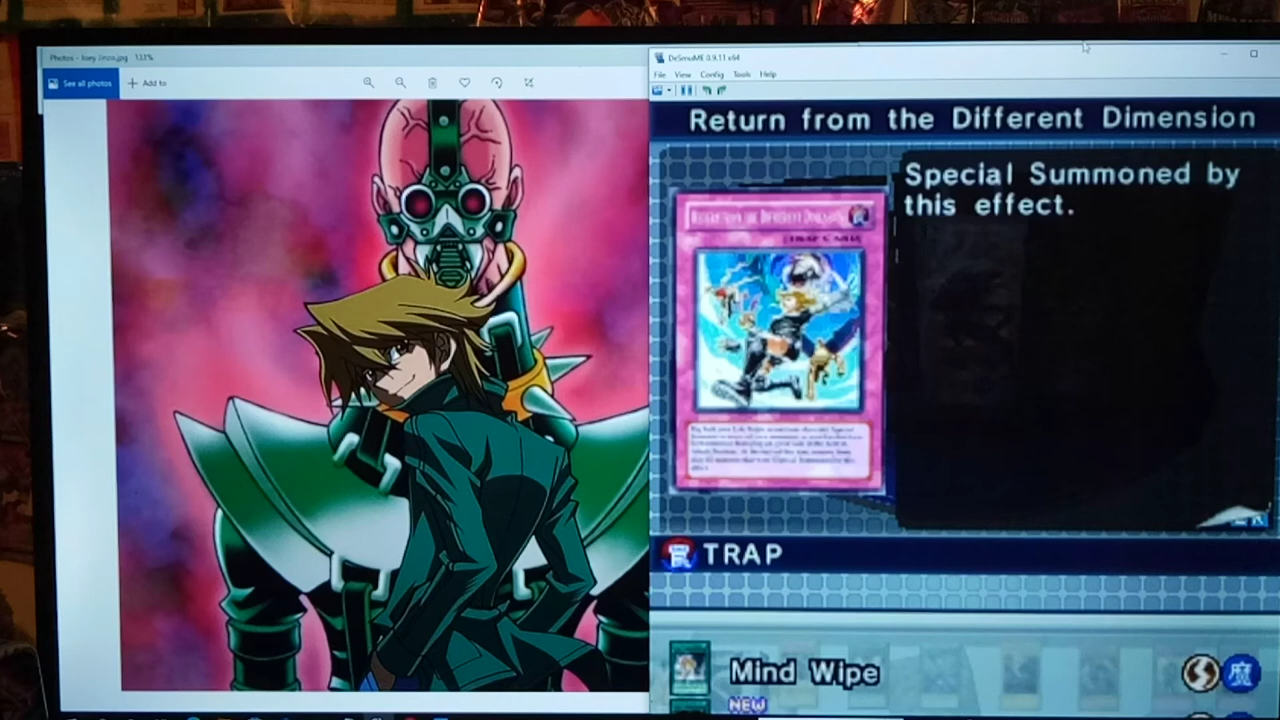 Photos - Joey Jinzo.jpg 133%
See all photos
Add to
DeSmuME 0.9.11 x64
File View Config Tools Help
Return from the Different Dimension
Special Summoned by
this effect.
TRAP
Mind Wipe
魔
NEW